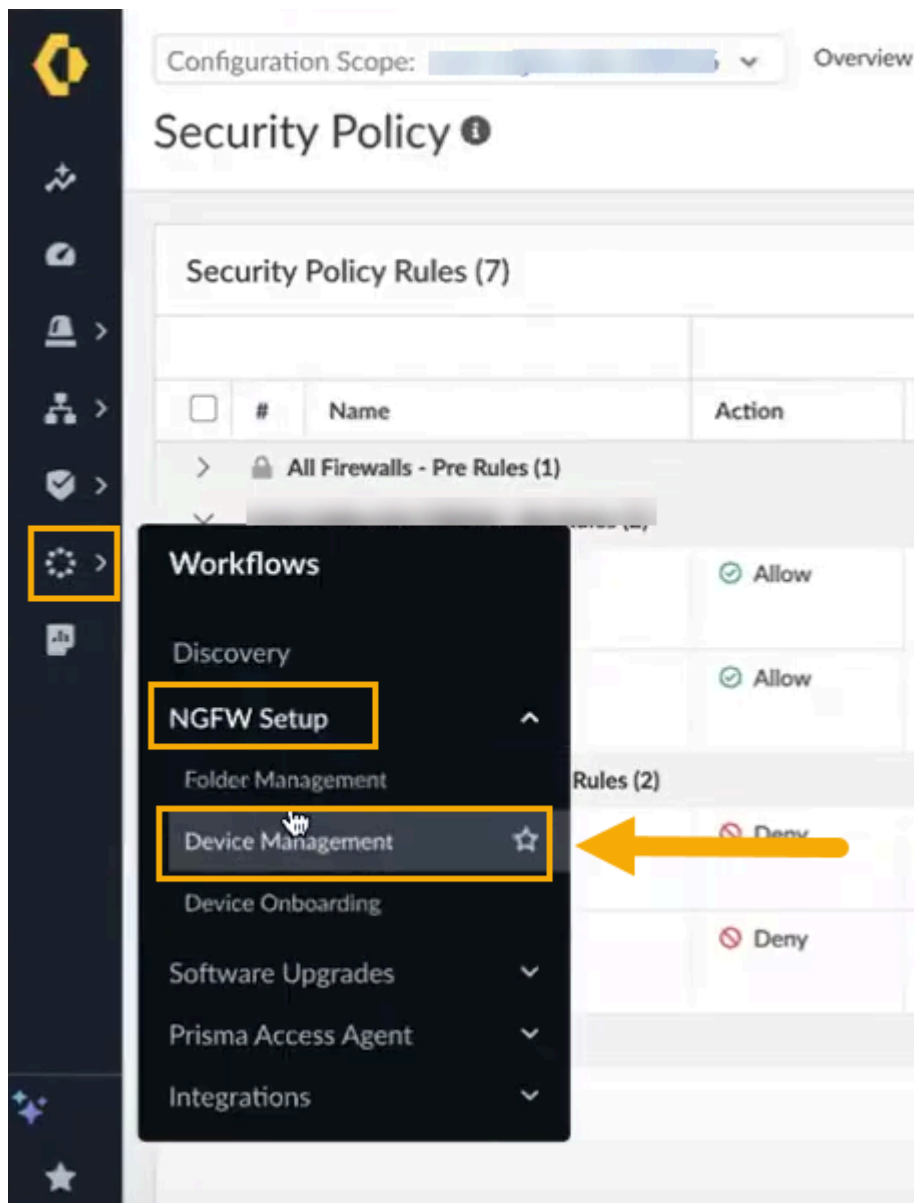 Configuration Scope:
Overview
Security Policy
Security Policy Rules (7)
# Name Action
All Firewalls - Pre Rules (1)
Workflows
Allow
Discovery
Allow
NGFW Setup
Folder Management
Rules (2)
Device Management
Deny
Device Onboarding
Deny
Software Upgrades
Prisma Access Agent
Integrations